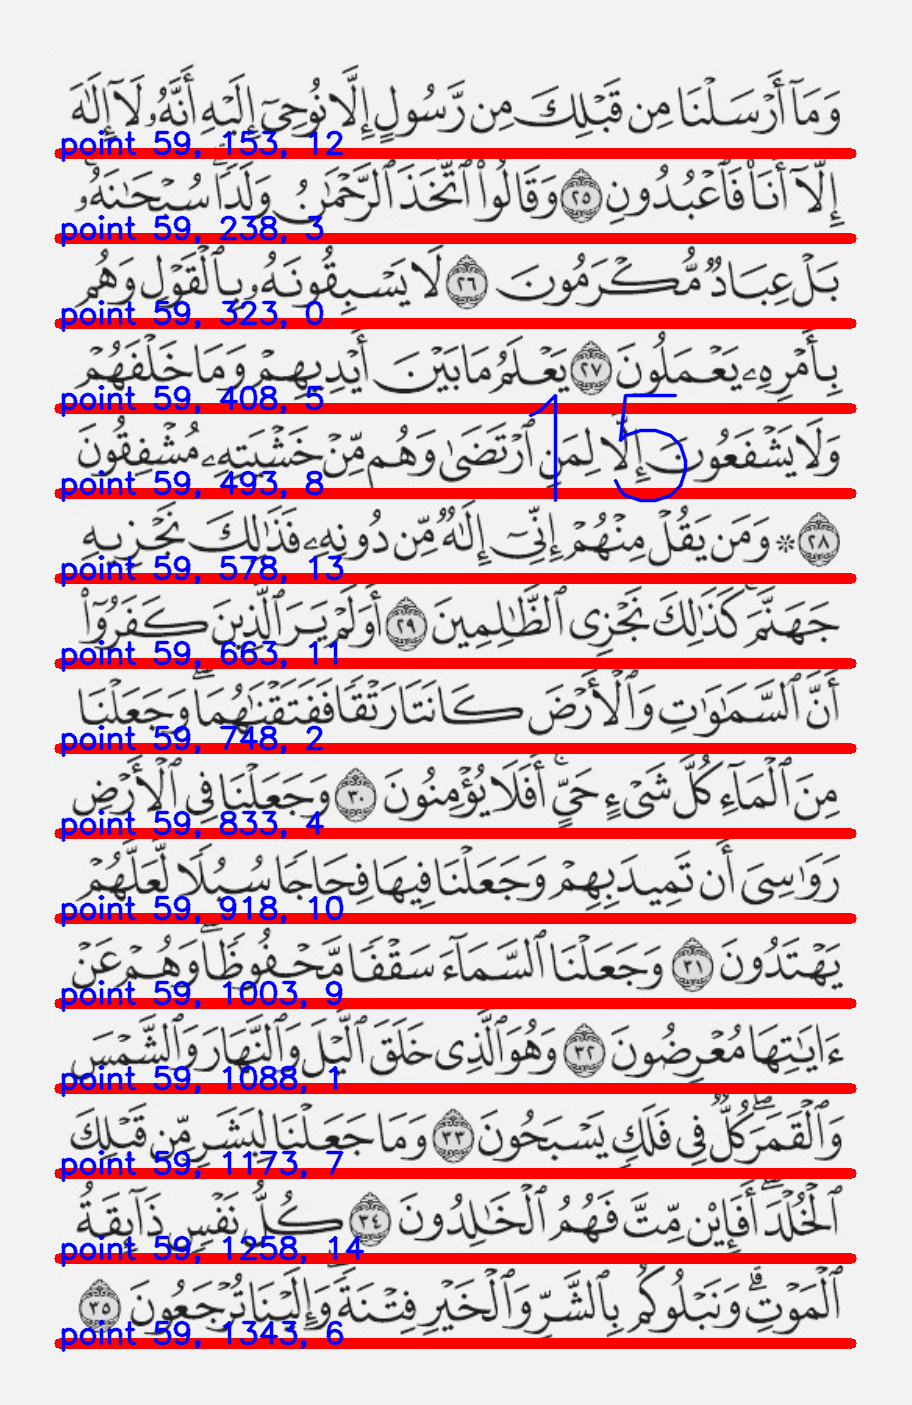 وَمَآ أَرْسَلْنَا مِن قَبْلِكَ مِن رَّسُولٍ إِلَّا نُوحِىٓ إِلَيْهِ أَنَّهُۥ لَآ إِلَٰهَ
point 59, 153, 12
إِلَّآ أَنَا۠ فَٱعْبُدُونِ ٢٥ وَقَالُوا۟ ٱتَّخَذَ ٱلرَّحْمَٰنُ وَلَدًا ۗ سُبْحَٰنَهُۥ ۚ
point 59, 238, 3
بَلْ عِبَادٌ مُّكْرَمُونَ ٢٦ لَا يَسْبِقُونَهُۥ بِٱلْقَوْلِ وَهُم
point 59, 323, 0
بِأَمْرِهِۦ يَعْمَلُونَ ٢٧ يَعْلَمُ مَا بَيْنَ أَيْدِيهِمْ وَمَا خَلْفَهُمْ
point 59, 408, 5
15
وَلَا يَشْفَعُونَ إِلَّا لِمَنِ ٱرْتَضَىٰ وَهُم مِّنْ خَشْيَتِهِۦ مُشْفِقُونَ
point 59, 493, 8
٢٨ ۞ وَمَن يَقُلْ مِنْهُمْ إِنِّىٓ إِلَٰهٌ مِّن دُونِهِۦ فَذَٰلِكَ نَجْزِيهِ
point 59, 578, 13
جَهَنَّمَ ۚ كَذَٰلِكَ نَجْزِى ٱلظَّٰلِمِينَ ٢٩ أَوَلَمْ يَرَ ٱلَّذِينَ كَفَرُوٓا۟
point 59, 663, 11
أَنَّ ٱلسَّمَٰوَٰتِ وَٱلْأَرْضَ كَانَتَا رَتْقًا فَفَتَقْنَٰهُمَا ۖ وَجَعَلْنَا
point 59, 748, 2
مِنَ ٱلْمَآءِ كُلَّ شَىْءٍ حَىٍّ ۖ أَفَلَا يُؤْمِنُونَ ٣٠ وَجَعَلْنَا فِى ٱلْأَرْضِ
point 59, 833, 4
رَوَٰسِىَ أَن تَمِيدَ بِهِمْ وَجَعَلْنَا فِيهَا فِجَاجًا سُبُلًا لَّعَلَّهُمْ
point 59, 918, 10
يَهْتَدُونَ ٣١ وَجَعَلْنَا ٱلسَّمَآءَ سَقْفًا مَّحْفُوظًا ۖ وَهُمْ عَنْ
point 59, 1003, 9
ءَايَٰتِهَا مُعْرِضُونَ ٣٢ وَهُوَ ٱلَّذِى خَلَقَ ٱلَّيْلَ وَٱلنَّهَارَ وَٱلشَّمْسَ
point 59, 1088, 1
وَٱلْقَمَرَ ۖ كُلٌّ فِى فَلَكٍ يَسْبَحُونَ ٣٣ وَمَا جَعَلْنَا لِبَشَرٍ مِّن قَبْلِكَ
point 59, 1173, 7
ٱلْخُلْدَ ۖ أَفَإِي۟ن مِّتَّ فَهُمُ ٱلْخَٰلِدُونَ ٣٤ كُلُّ نَفْسٍ ذَآئِقَةُ
point 59, 1258, 14
ٱلْمَوْتِ ۗ وَنَبْلُوكُم بِٱلشَّرِّ وَٱلْخَيْرِ فِتْنَةً ۖ وَإِلَيْنَا تُرْجَعُونَ ٣٥
point 59, 1343, 6